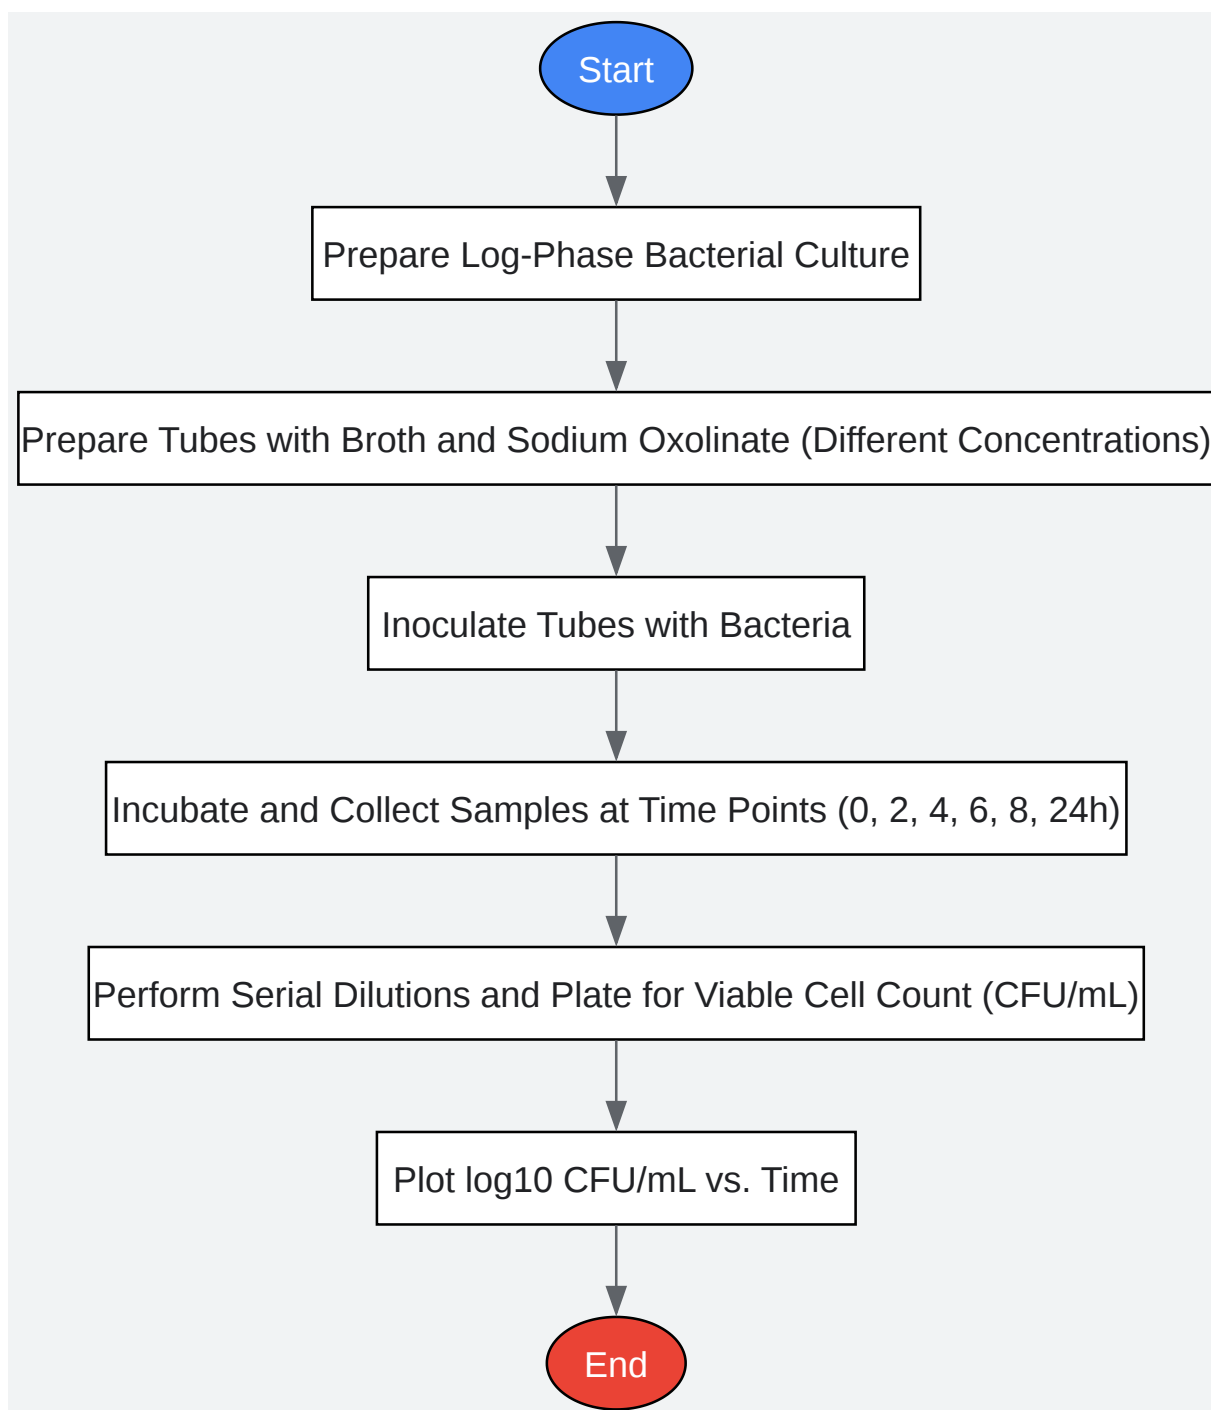 Start
Prepare Log-Phase Bacterial Culture
Prepare Tubes with Broth and Sodium Oxolinate (Different Concentrations)
Inoculate Tubes with Bacteria
Incubate and Collect Samples at Time Points (0, 2, 4, 6, 8, 24h)
Perform Serial Dilutions and Plate for Viable Cell Count (CFU/mL)
Plot log10 CFU/mL vs. Time
End